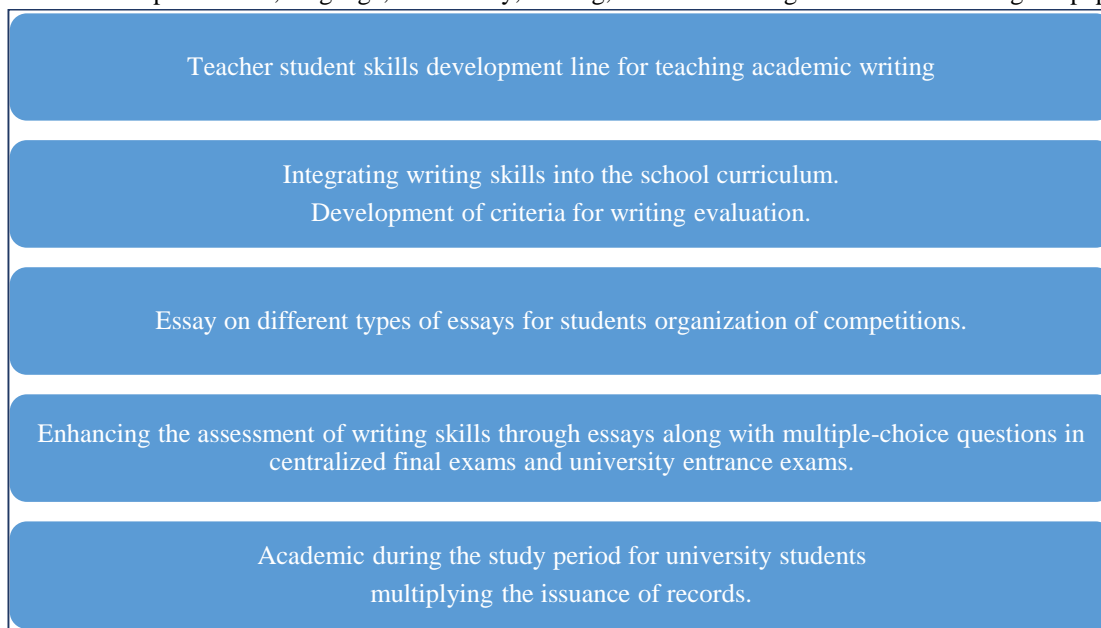 Teacher student skills development line for teaching academic writing
Integrating writing skills into the school curriculum.
Development of criteria for writing evaluation.
Essay on different types of essays for students organization of competitions.
Enhancing the assessment of writing skills through essays along with multiple-choice questions in
centralized final exams and university entrance exams.
Academic during the study period for university students
multiplying the issuance of records.